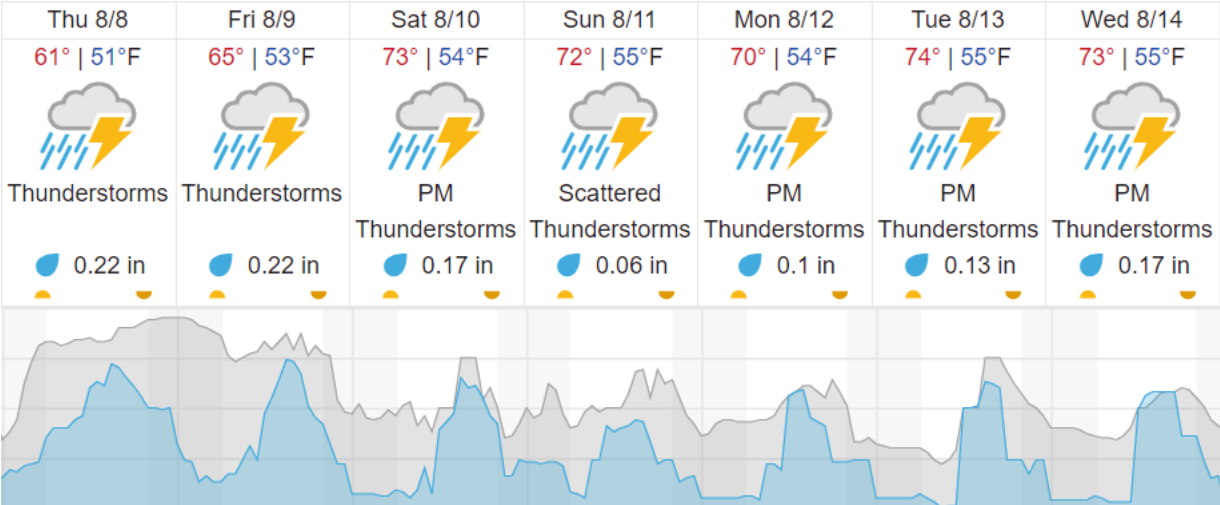 Thu 8/8 Fri 8/9 Sat 8/10 Sun 8/11 Mon 8/12 Tue 8/13 Wed 8/14
61° | 51°F 65° | 53°F 73° | 54°F 72° | 55°F 70° | 54°F 74° | 55°F 73° | 55°F
Thunderstorms Thunderstorms PM Scattered PM PM PM
Thunderstorms Thunderstorms Thunderstorms Thunderstorms Thunderstorms
0.22 in 0.22 in 0.17 in 0.06 in 0.1 in 0.13 in 0.17 in